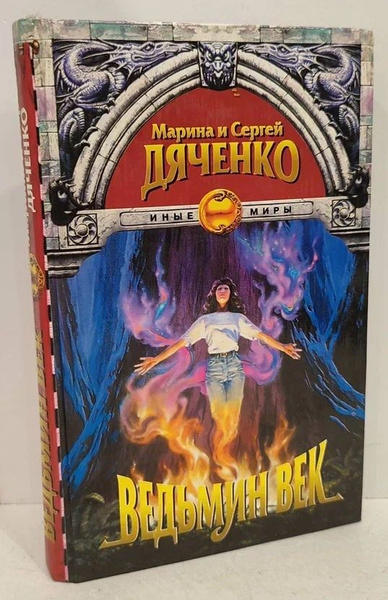 Марина и Сергей
ДЯЧЕНКО
ИНЫЕ МИРЫ
ВЕДЬМИН ВЕК
ДЯЧЕНКО
ВЕДЬМИН ВЕК